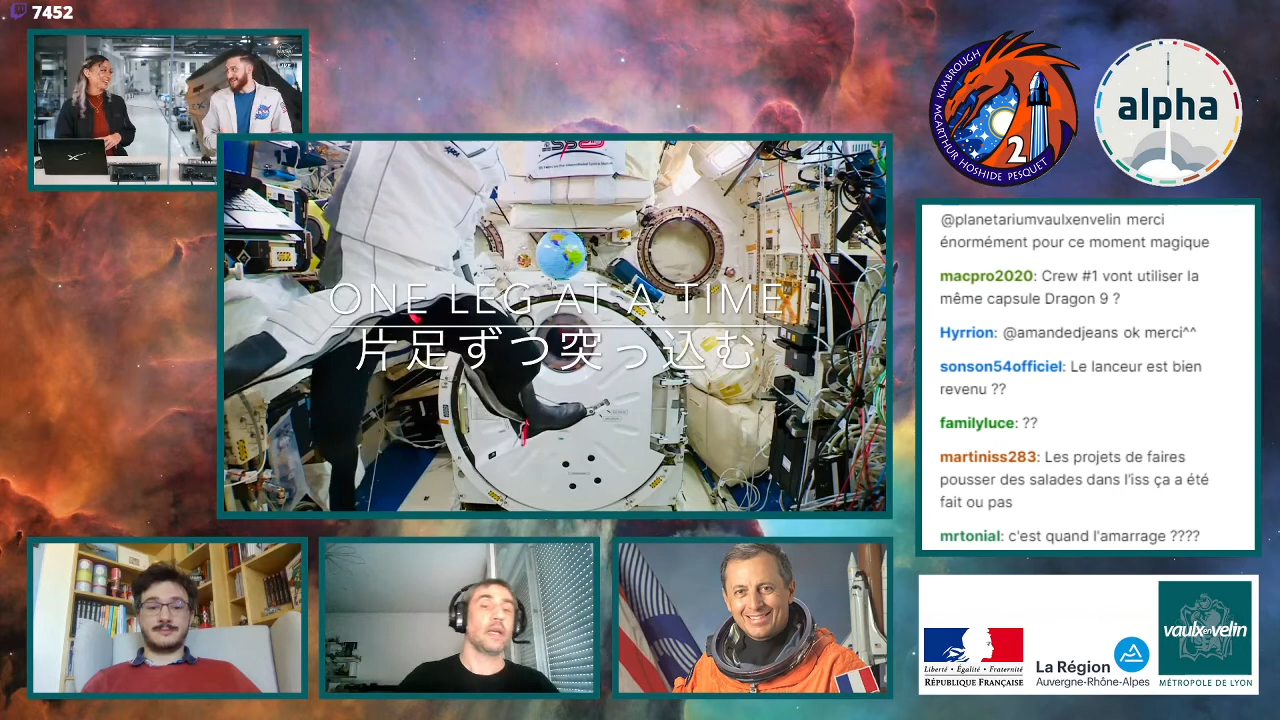 7452
NASA
MCARTHUR KIMBROUGH HOSHIDE PESQUET
2
alpha
ONE LEG AT A TIME
片足ずつ突っ込む
@planetariumvaulxenvelin merci
énormément pour ce moment magique
macpro2020: Crew #1 vont utiliser la
même capsule Dragon 9 ?
Hyrrion: @amandedjeans ok merci^^
sonson54officiel: Le lanceur est bien
revenu ??
familyluce: ??
martiniss283: Les projets de faires
pousser des salades dans l'iss ça a été
fait ou pas
mrtonial: c'est quand l'amarrage ????
Liberté • Égalité • Fraternité
RÉPUBLIQUE FRANÇAISE
La Région
Auvergne-Rhône-Alpes
vaulx en velin
MÉTROPOLE DE LYON